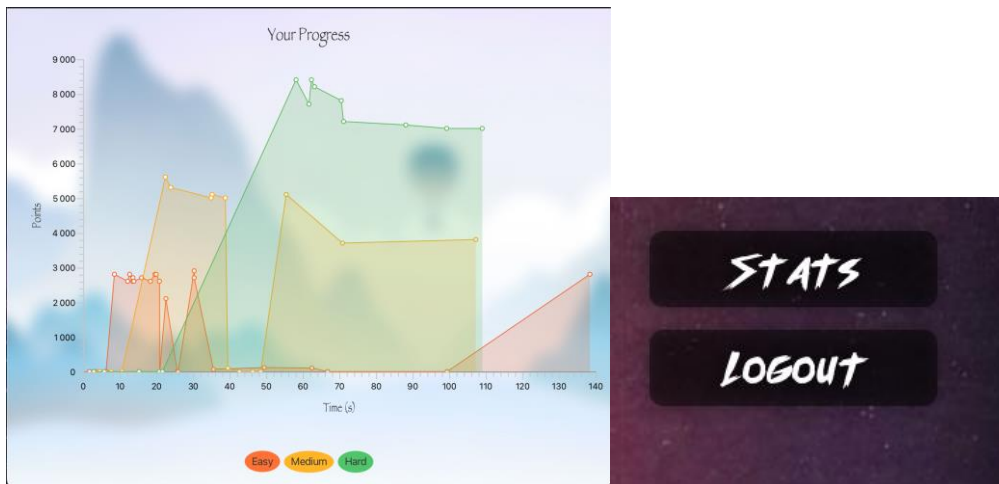 Your Progress
9 000
8 000
7 000
6 000
5 000
4 000
3 000
2 000
1 000
0
Points
0 10 20 30 40 50 60 70 80 90 100 110 120 130 140
Time (s)
Easy Medium Hard
STATS
LOGOUT